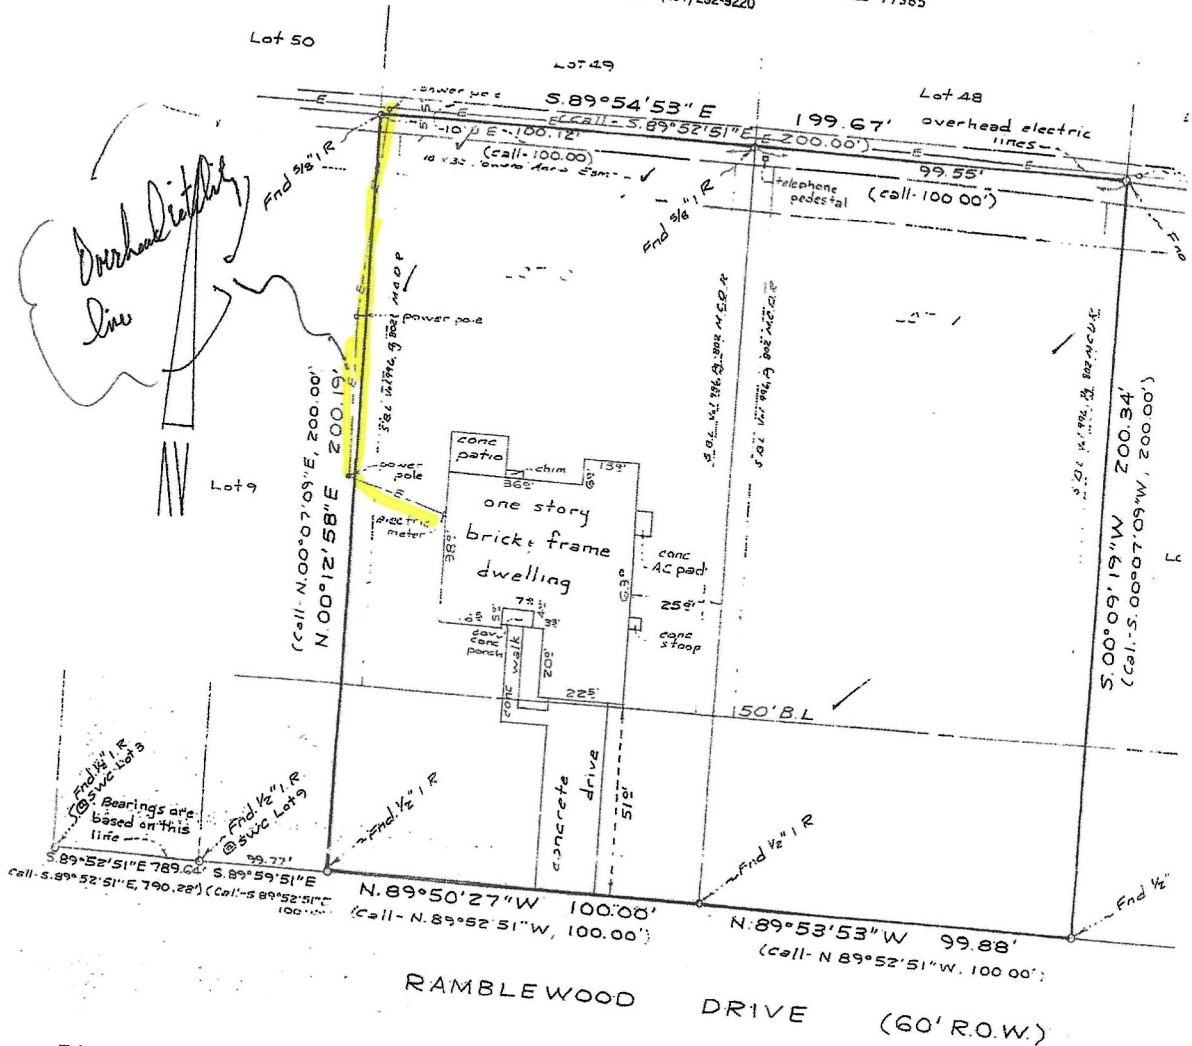 Lot 50
Lot 49
Lot 48
S.89°54'53" E
199.67'
(call- S.89°52'51"E 200.00')
overhead electric
lines
E
E
E
E
100.12'
(call-100.00)
99.55'
(call-100 00')
telephone
pedestal
Fnd 5/8" I R
Fnd 5/8" I R
Overhead utility
line
power pole
power
pole
electric
meter
N
Lot 9
(call- N.00°07'09"E, 200.00'
N.00°12'58"E 200.19'
conc
patio
chim
one story
brick & frame
dwelling
conc
AC pad
conc
stoop
cov
conc
porch
conc walk
50' B.L
concrete
drive
S.00°09'19"W 200.34'
(Cal.-S.00°07'09"W, 200.00')
Fnd. 1/2" I. R
@ SWC Lot 3
Fnd. 1/2" I. R
@ SWC Lot 9
Fnd. 1/2" I R
Fnd 1/2" I R
Fnd 1/2"
Bearings are
based on this
line
S.89°52'51"E 789.64'
S.89°59'51"E
99.77'
Call-S.89°52'51"E, 790.28')
(Call-S 89°52'51"E
N.89°50'27"W 100.00'
(call- N.89°52'51"W, 100.00')
N.89°53'53"W 99.88'
(call- N 89°52'51"W. 100 00';
RAMBLEWOOD DRIVE (60' R.O.W.)